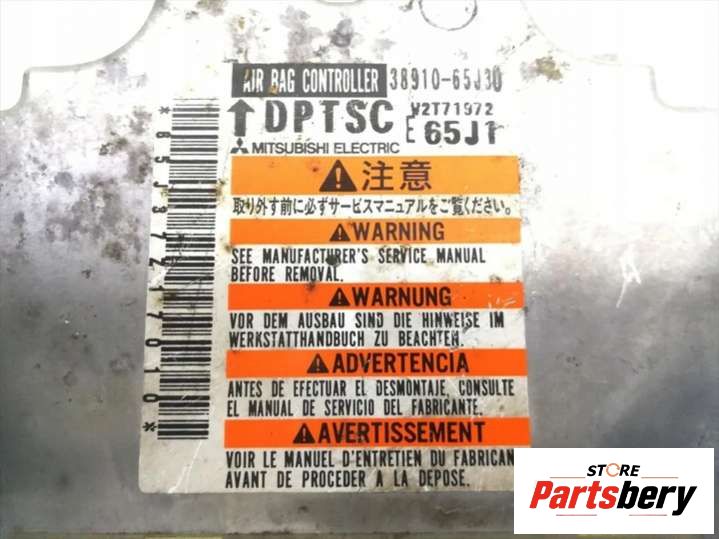 AIR BAG CONTROLLER 38910-65J30
↑DPTSC W2T71972
E 65J1
MITSUBISHI ELECTRIC
⚠注意
取り外す前に必ずサービスマニュアルをご覧ください。
⚠WARNING
SEE MANUFACTURER'S SERVICE MANUAL
BEFORE REMOVAL.
⚠WARNUNG
VOR DEM AUSBAU SIND DIE HINWEISE IM
WERKSTATTHANDBUCH ZU BEACHTEN.
⚠ADVERTENCIA
ANTES DE EFECTUAR EL DESMONTAJE, CONSULTE
EL MANUAL DE SERVICIO DEL FABRICANTE.
⚠AVERTISSEMENT
VOIR LE MANUEL D'ENTRETIEN DU FABRICAN
AVANT DE PROCEDER A LA DEPOSE.
*65J37217010*
STORE
Partsbery